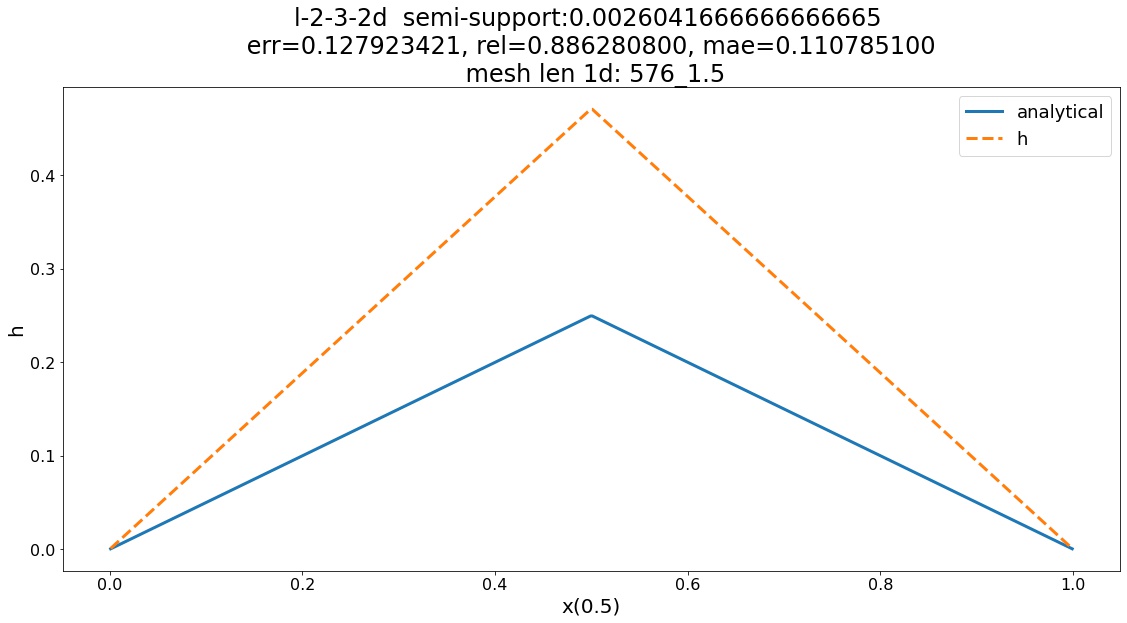 l-2-3-2d  semi-support:0.0026041666666666665
err=0.127923421, rel=0.886280800, mae=0.110785100
mesh len 1d: 576_1.5
analytical
h
0.4
0.3
0.2
0.1
0.0
h
0.0 0.2 0.4 0.6 0.8 1.0
x(0.5)